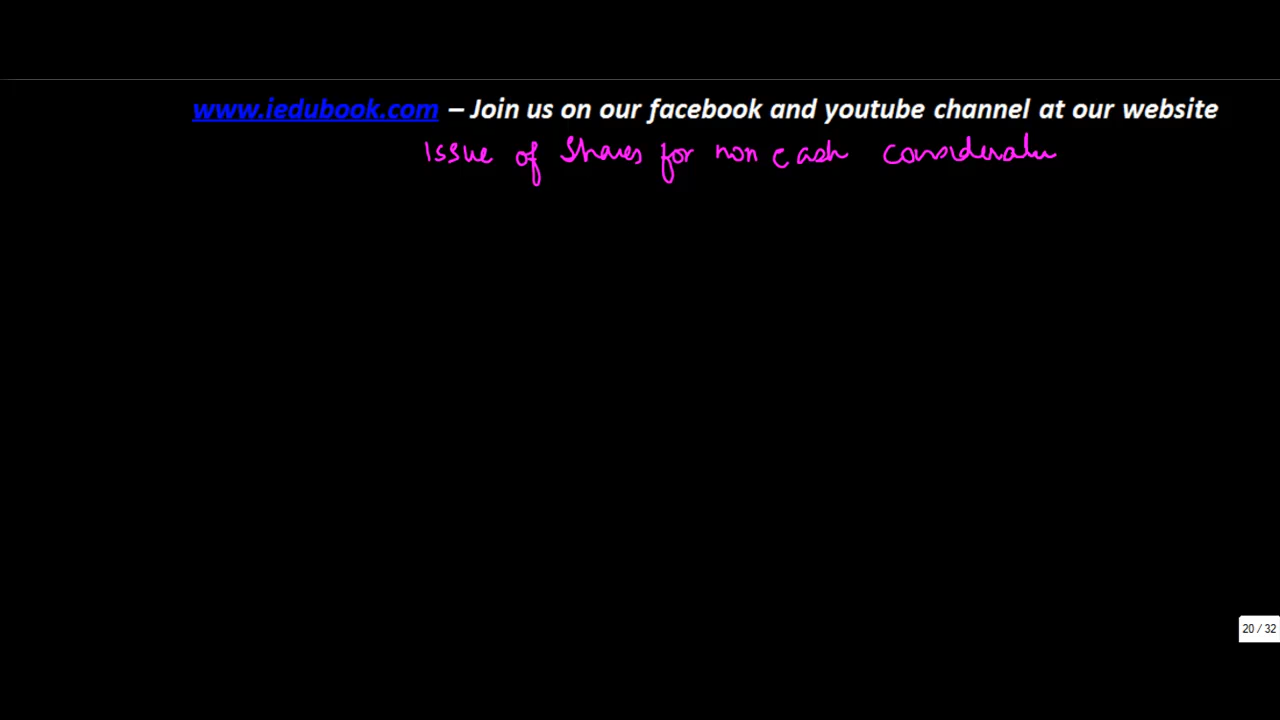 www.iedubook.com – Join us on our facebook and youtube channel at our website
Issue of Shares for non cash
20 / 32